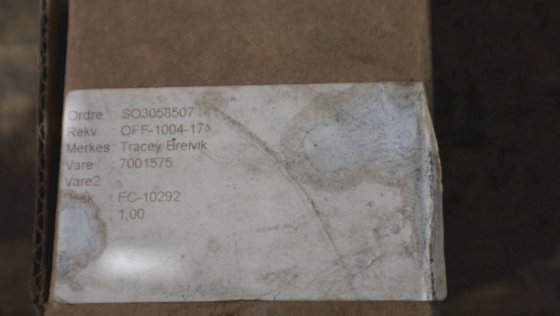 Ordre : SO3058507
Rekv : OFF-1004-17
Merkes : Tracey Breivik
Vare : 7001575
Vare2
: FC-10292
1,00